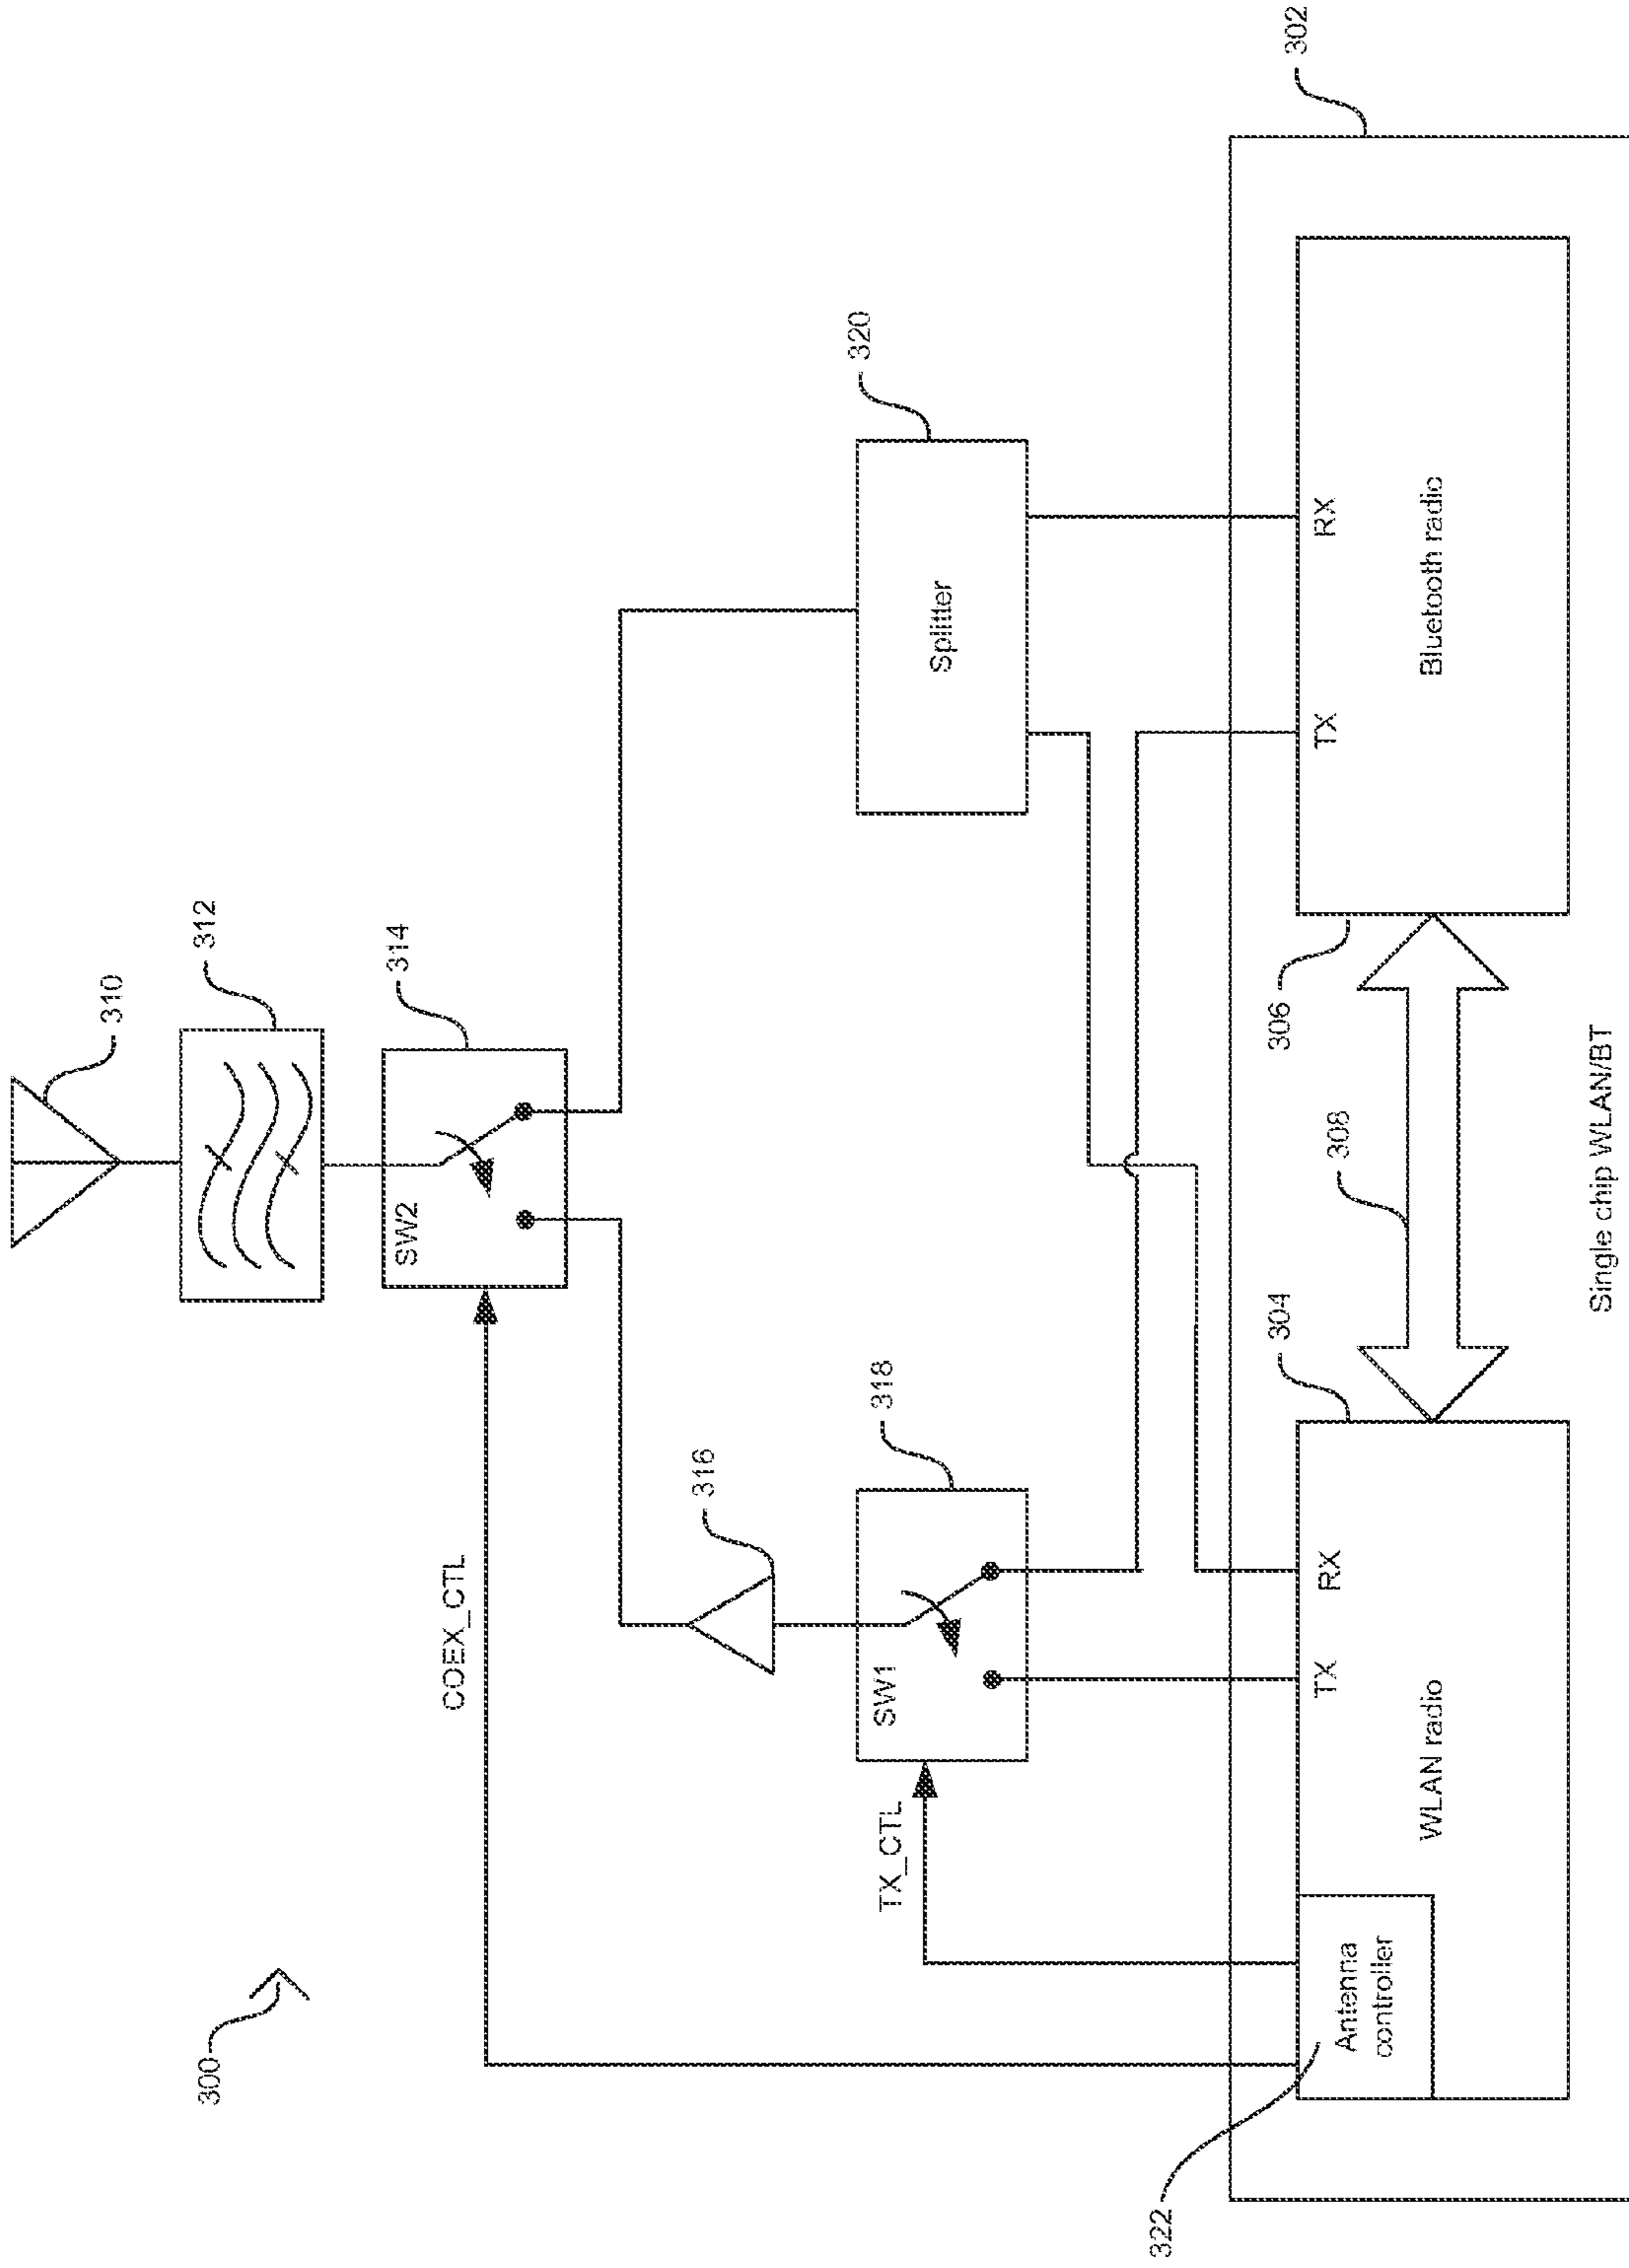 300
310
312
COEX_CTL
SW2
314
316
TX_CTL
SW1
318
Splitter
320
322
Antenna
controller
TX
RX
WLAN radio
304
308
306
TX
RX
Bluetooth radio
302
Single chip WLAN/BT